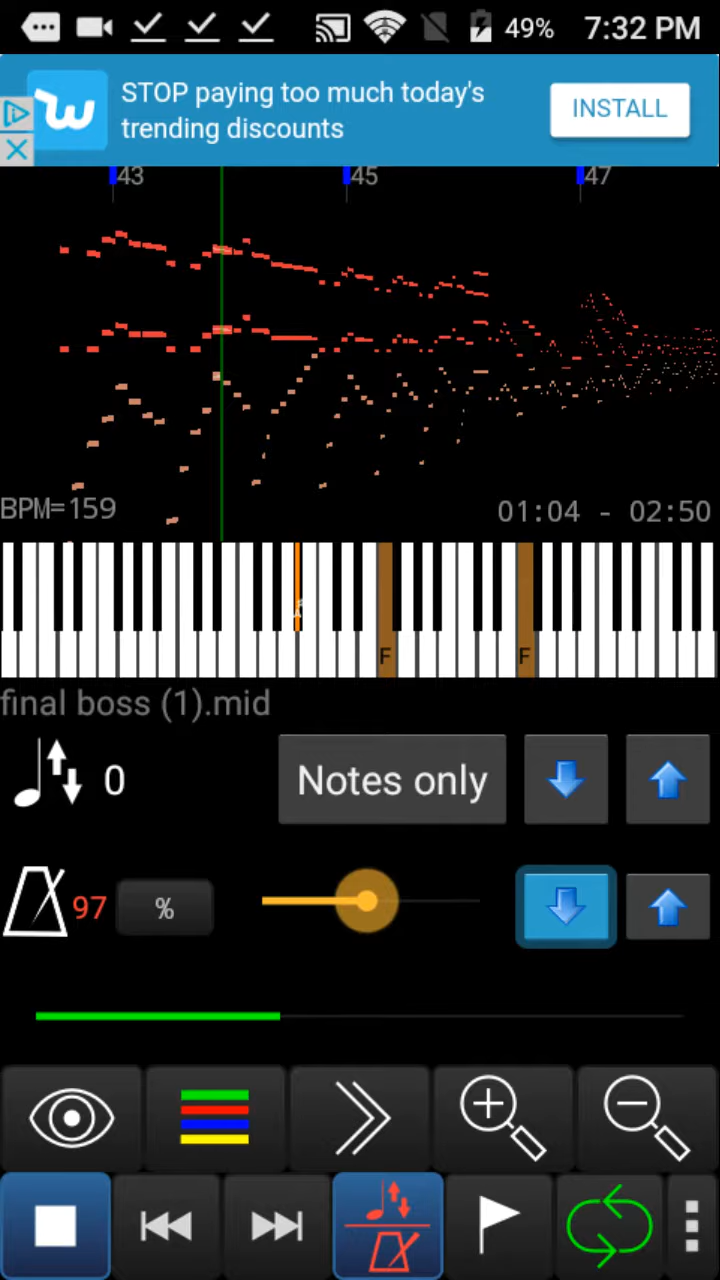 49% 7:32 PM
STOP paying too much today's
trending discounts
INSTALL
43 45 47
BPM=159 01:04 - 02:50
F F
final boss (1).mid
0 Notes only
97 %